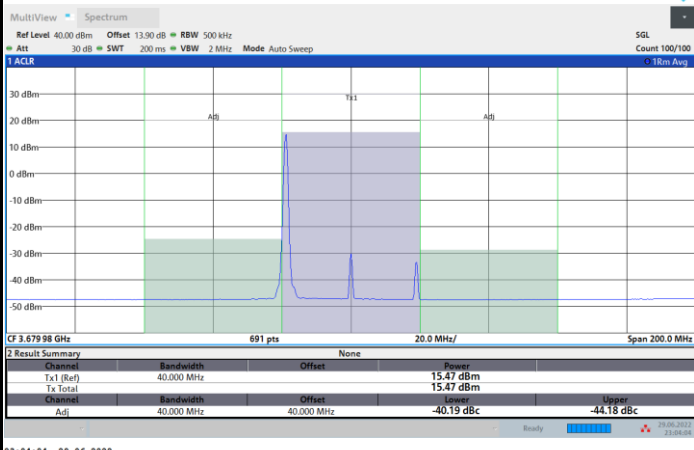 MultiView Spectrum
Ref Level 40.00 dBm Offset 13.90 dB RBW 500 kHz SGL
Att 30 dB SWT 200 ms VBW 2 MHz Mode Auto Sweep Count 100/100
1 ACLR 1Rm Avg
30 dBm
Tx1
20 dBm
Adj Adj
10 dBm
0 dBm
-10 dBm
-20 dBm
-30 dBm
-40 dBm
-50 dBm
CF 3.67998 GHz 691 pts 20.0 MHz/ Span 200.0 MHz
2 Result Summary None
Channel Bandwidth Offset Power
Tx1 (Ref) 40.000 MHz 15.47 dBm
Tx Total 15.47 dBm
Channel Bandwidth Offset Lower Upper
Adj 40.000 MHz 40.000 MHz -40.19 dBc -44.18 dBc
Ready 29.06.2022
23:04:04